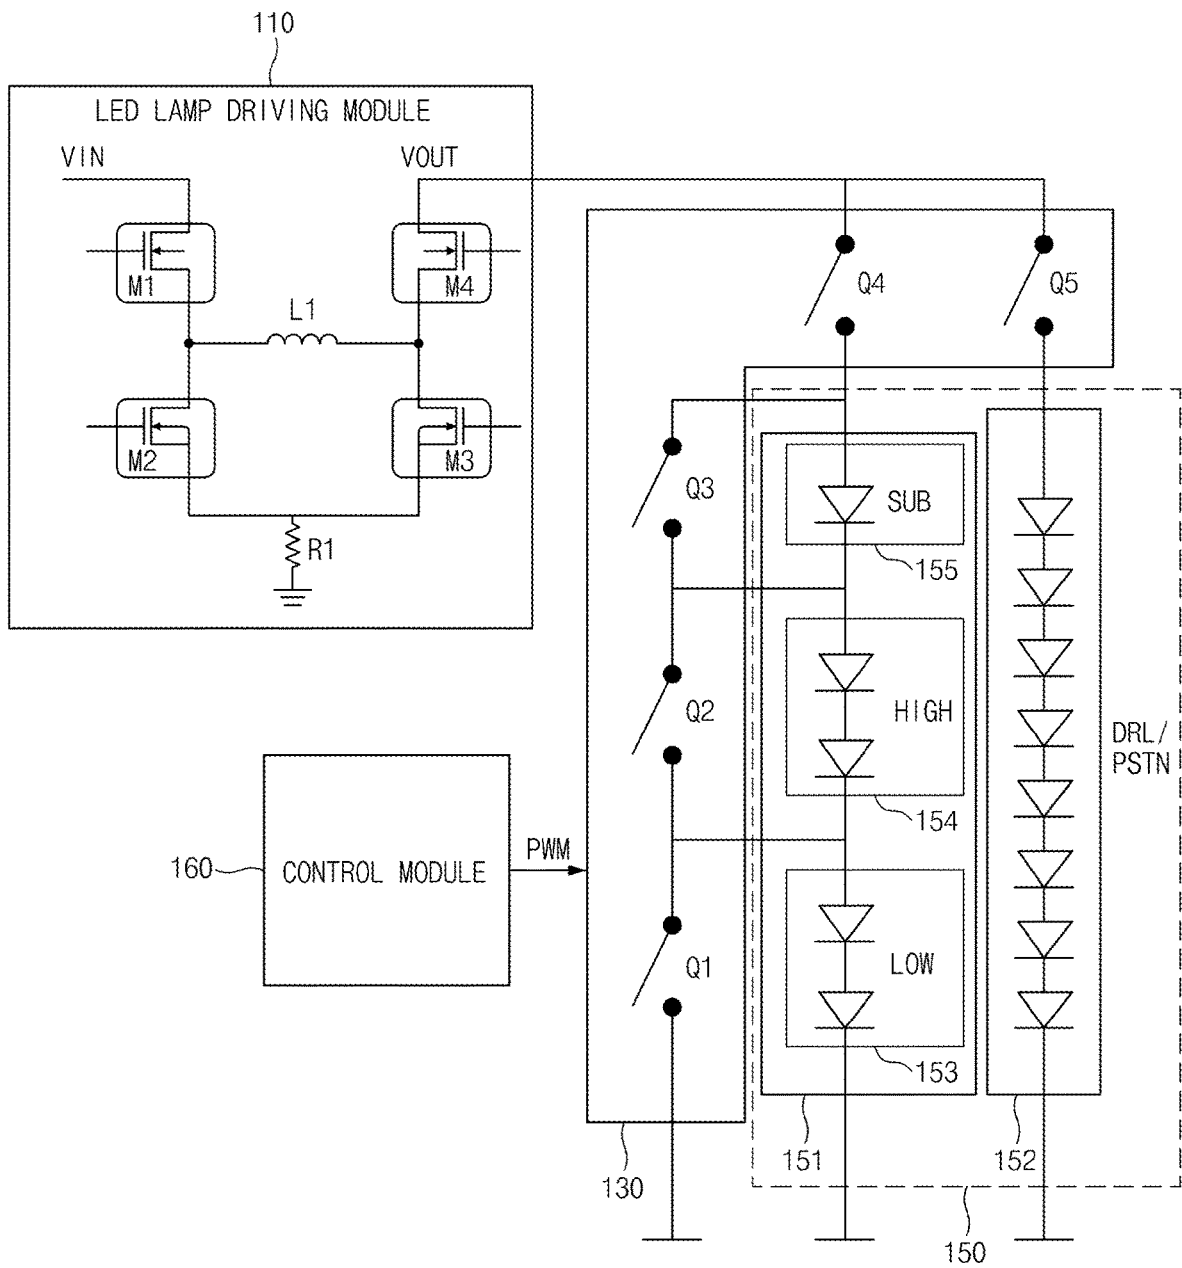 110
LED LAMP DRIVING MODULE
VIN
VOUT
M1
M4
L1
M2
M3
R1
Q4
Q5
Q3
SUB
155
Q2
HIGH
154
DRL/
PSTN
160
CONTROL MODULE
PWM
Q1
LOW
153
151
152
130
150